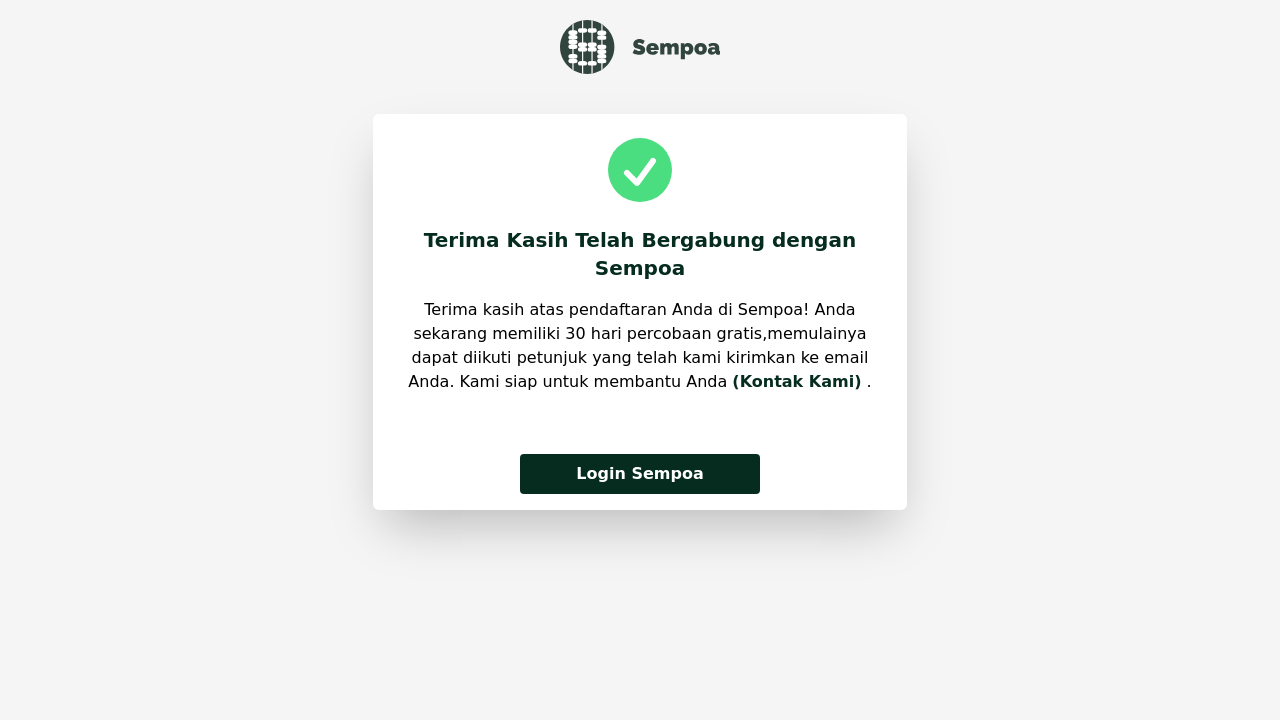 Sempoa
Terima Kasih Telah Bergabung dengan
Sempoa
Terima kasih atas pendaftaran Anda di Sempoa! Anda
sekarang memiliki 30 hari percobaan gratis,memulainya
dapat diikuti petunjuk yang telah kami kirimkan ke email
Anda. Kami siap untuk membantu Anda (Kontak Kami) .
Login Sempoa